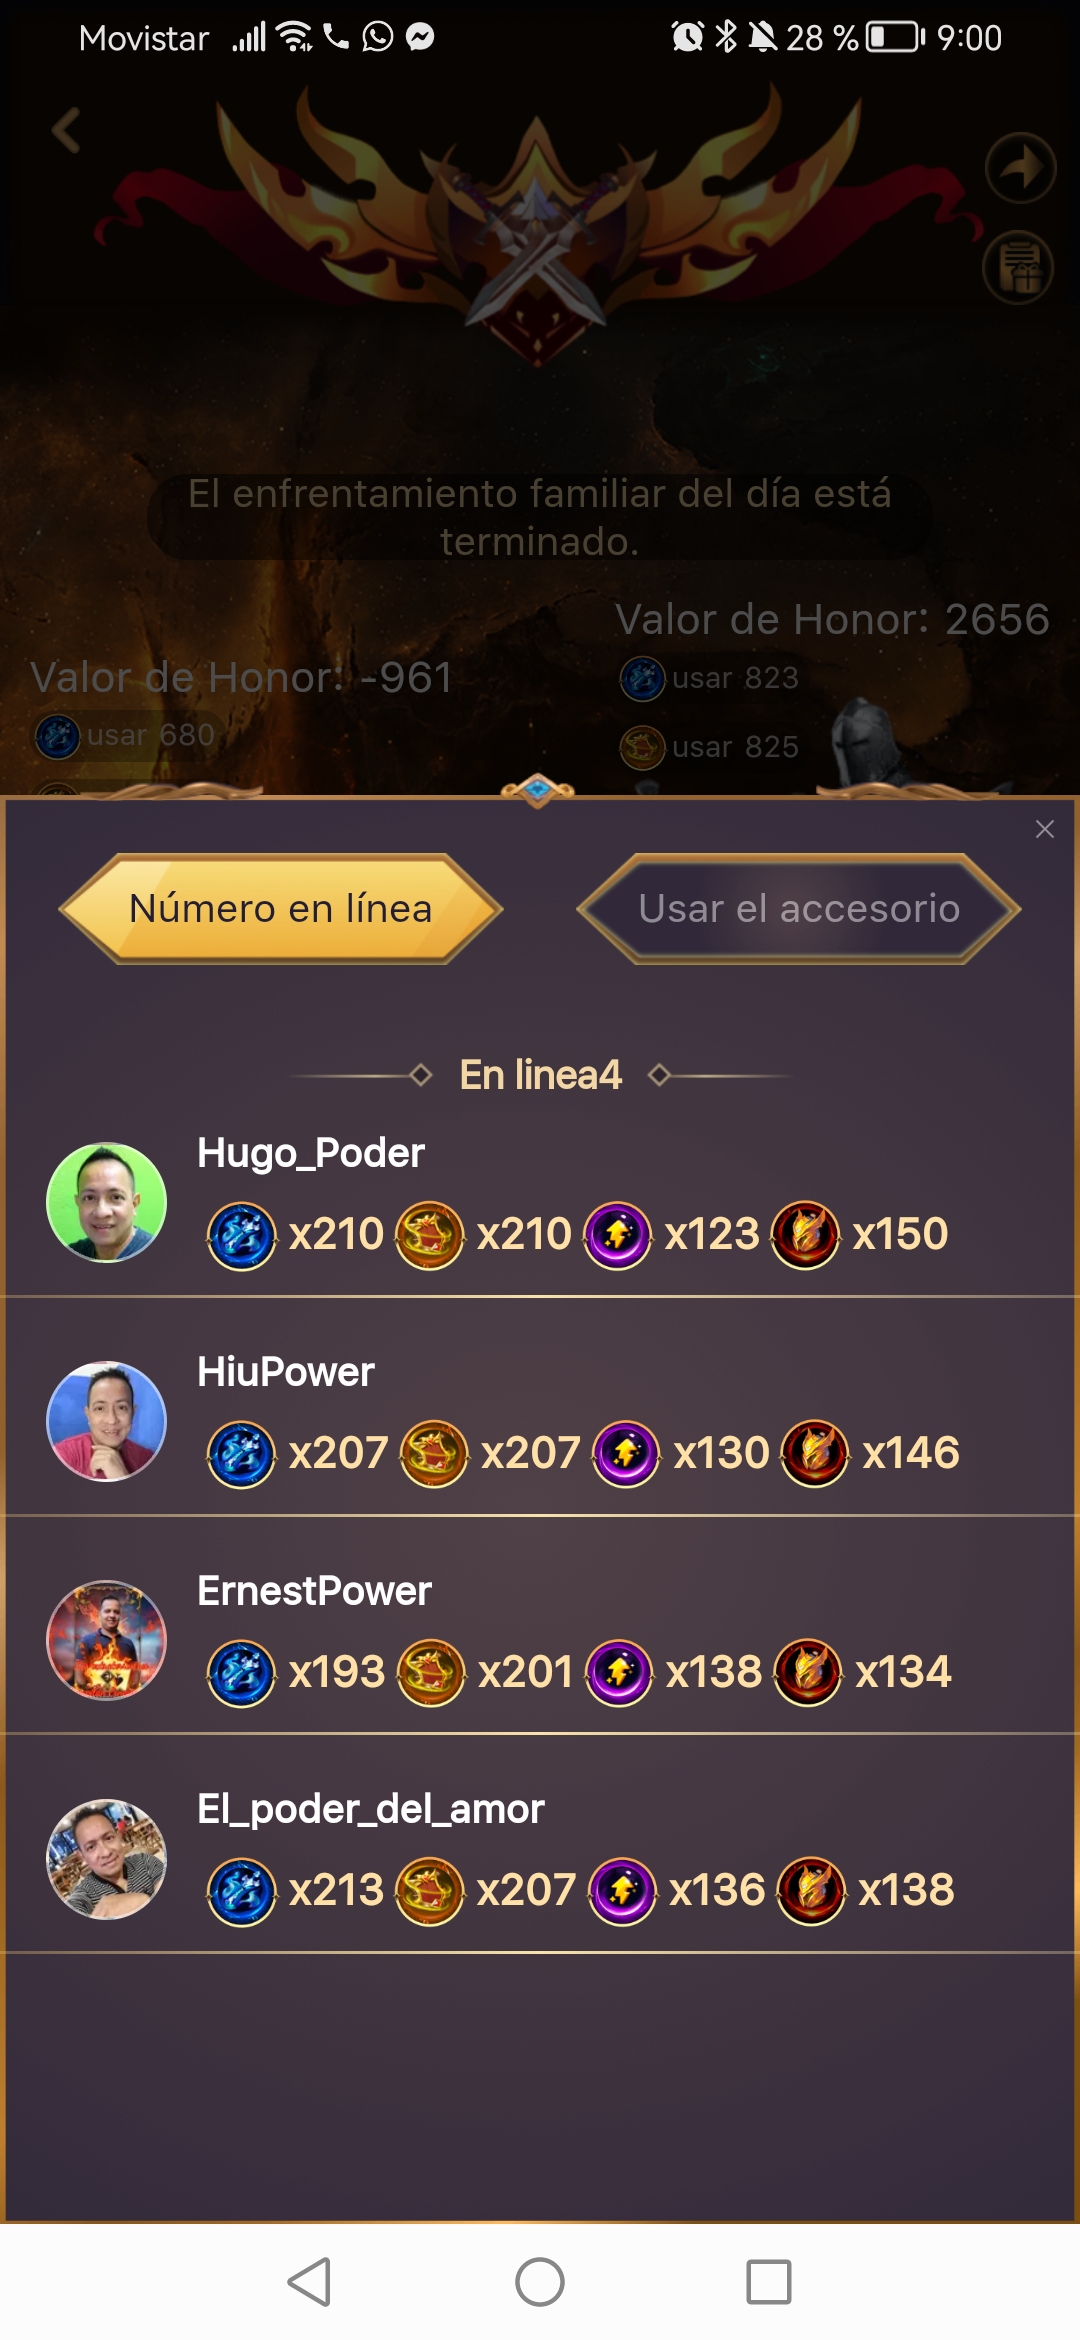 Movistar 28 % 9:00
El enfrentamiento familiar del día está
terminado.
Valor de Honor: 2656
Valor de Honor: -961
usar 823
usar 680
usar 825
Número en línea
Usar el accesorio
En linea4
Hugo_Poder
x210 x210 x123 x150
HiuPower
x207 x207 x130 x146
ErnestPower
x193 x201 x138 x134
El_poder_del_amor
x213 x207 x136 x138